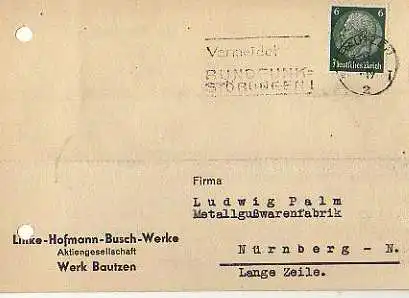 6 6
Deutsches Reich
Vermeidet
RUNDFUNK-
STÖRUNGEN!
2
Firma
Ludwig Palm
Metallgußwarenfabrik
Linke-Hofmann-Busch-Werke
Aktiengesellschaft
Werk Bautzen
Nürnberg-N.
Lange Zeile.